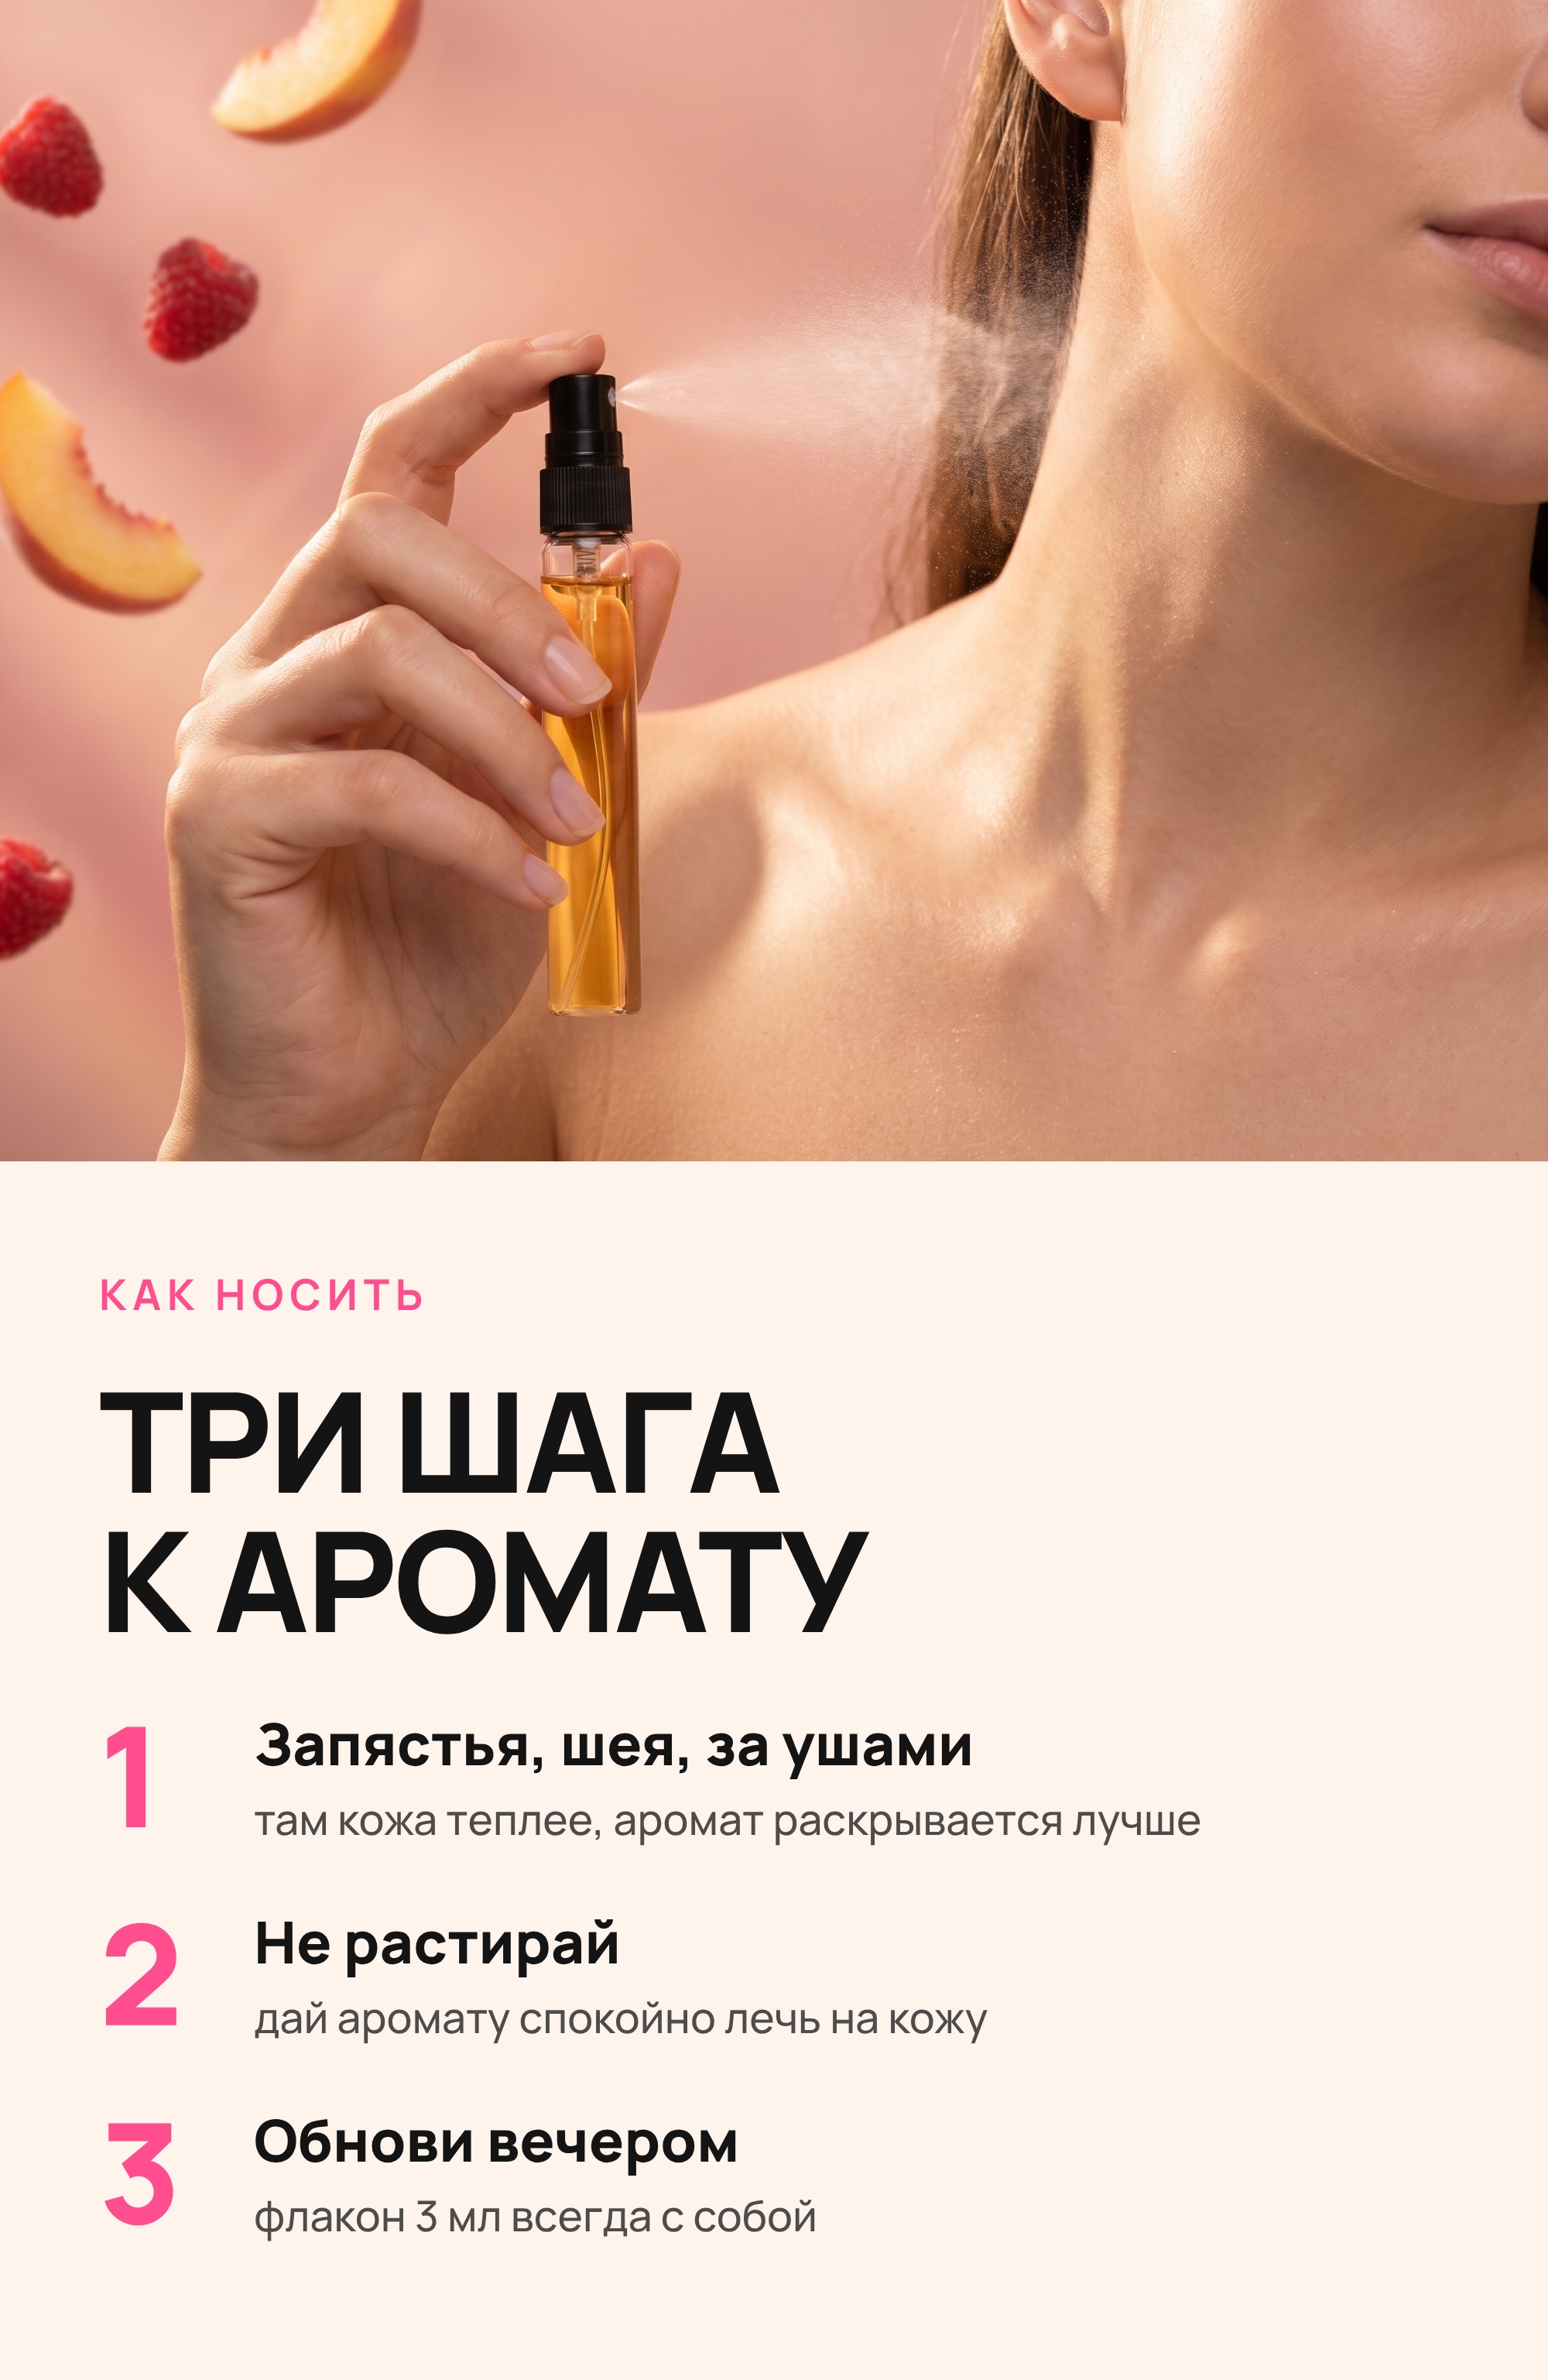 КАК НОСИТЬ
ТРИ ШАГА
К АРОМАТУ
1
Запястья, шея, за ушами
там кожа теплее, аромат раскрывается лучше
2
Не растирай
дай аромату спокойно лечь на кожу
3
Обнови вечером
флакон 3 мл всегда с собой